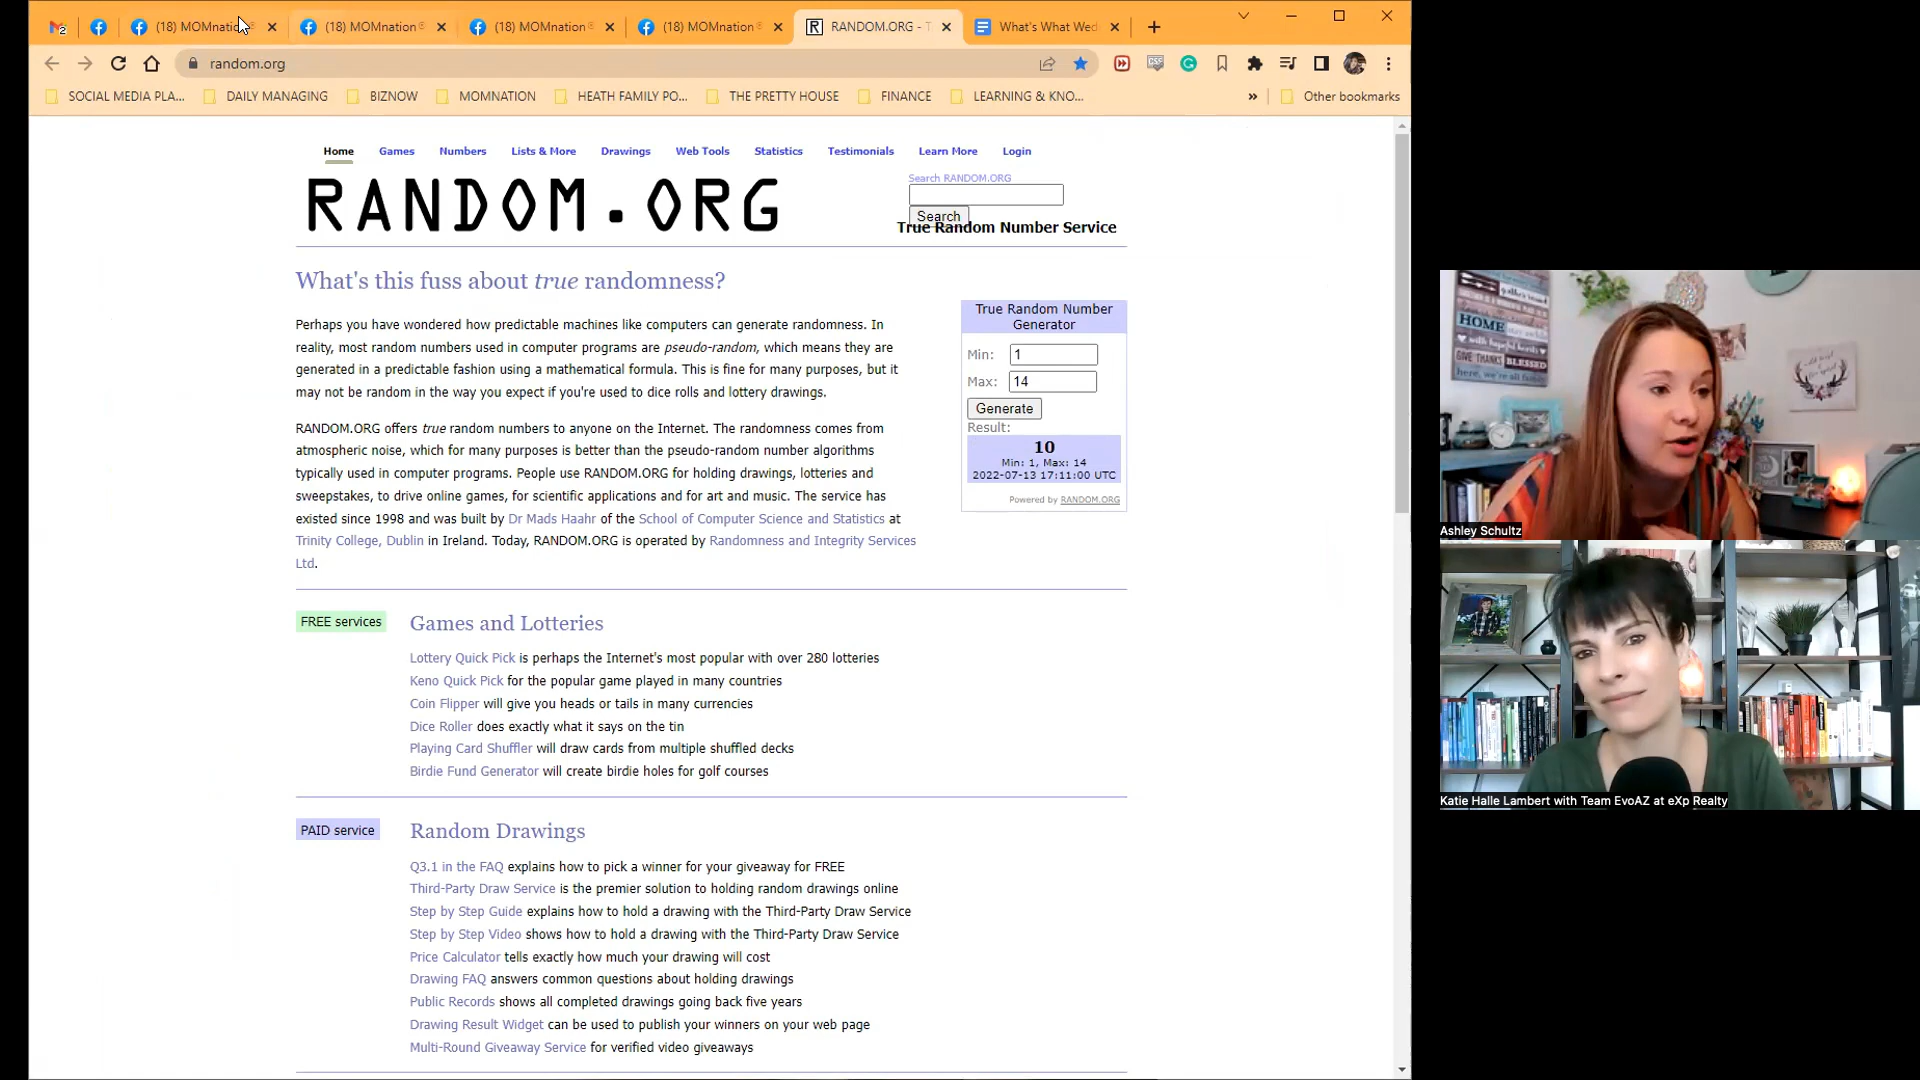 (18) MOMnation
(18) MOMnation
(18) MOMnation
(18) MOMnation
RANDOM.ORG - T
What's What Wed
random.org
SOCIAL MEDIA PLA...
DAILY MANAGING
BIZNOW
MOMNATION
HEATH FAMILY PO...
THE PRETTY HOUSE
FINANCE
LEARNING & KNO...
»
Other bookmarks
Home
Games
Numbers
Lists & More
Drawings
Web Tools
Statistics
Testimonials
Learn More
Login
RANDOM.ORG
Search RANDOM.ORG
Search
True Random Number Service
What's this fuss about true randomness?
Perhaps you have wondered how predictable machines like computers can generate randomness. In
reality, most random numbers used in computer programs are pseudo-random, which means they are
generated in a predictable fashion using a mathematical formula. This is fine for many purposes, but it
may not be random in the way you expect if you're used to dice rolls and lottery drawings.
RANDOM.ORG offers true random numbers to anyone on the Internet. The randomness comes from
atmospheric noise, which for many purposes is better than the pseudo-random number algorithms
typically used in computer programs. People use RANDOM.ORG for holding drawings, lotteries and
sweepstakes, to drive online games, for scientific applications and for art and music. The service has
existed since 1998 and was built by Dr Mads Haahr of the School of Computer Science and Statistics at
Trinity College, Dublin in Ireland. Today, RANDOM.ORG is operated by Randomness and Integrity Services
Ltd.
True Random Number
Generator
Min: 1
Max: 14
Generate
Result:
10
Min: 1, Max: 14
2022-07-13 17:11:00 UTC
Powered by RANDOM.ORG
FREE services
Games and Lotteries
Lottery Quick Pick is perhaps the Internet's most popular with over 280 lotteries
Keno Quick Pick for the popular game played in many countries
Coin Flipper will give you heads or tails in many currencies
Dice Roller does exactly what it says on the tin
Playing Card Shuffler will draw cards from multiple shuffled decks
Birdie Fund Generator will create birdie holes for golf courses
PAID service
Random Drawings
Q3.1 in the FAQ explains how to pick a winner for your giveaway for FREE
Third-Party Draw Service is the premier solution to holding random drawings online
Step by Step Guide explains how to hold a drawing with the Third-Party Draw Service
Step by Step Video shows how to hold a drawing with the Third-Party Draw Service
Price Calculator tells exactly how much your drawing will cost
Drawing FAQ answers common questions about holding drawings
Public Records shows all completed drawings going back five years
Drawing Result Widget can be used to publish your winners on your web page
Multi-Round Giveaway Service for verified video giveaways
HOME
GIVE THANKS BLESSED
Ashley Schultz
Katie Halle Lambert with Team EvoAZ at eXp Realty